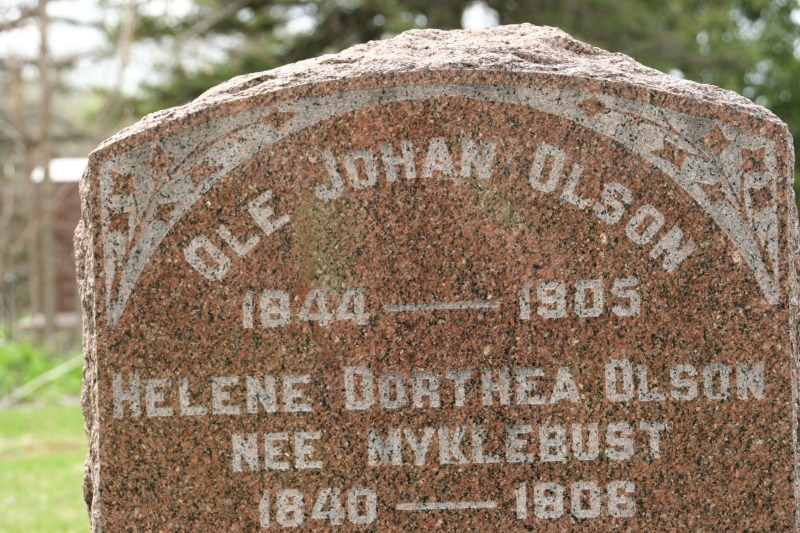 OLE JOHAN OLSON
1844 — 1905
HELENE DORTHEA OLSON
NEE MYKLEBUST
1840 — 1906